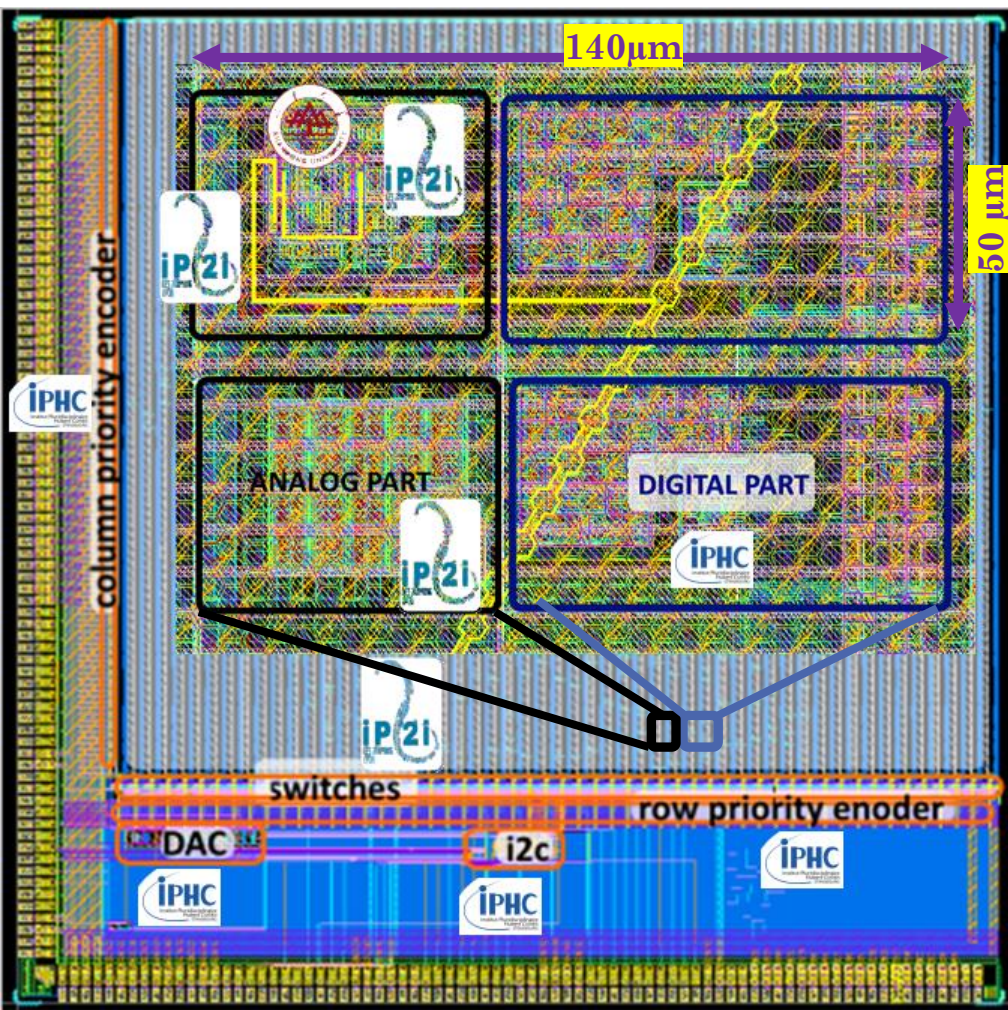 140µm
iP2i
iP2i
50 µm
column priority encoder
iPHC
ANALOG PART
DIGITAL PART
iP2i
iPHC
iP2i
switches
row priority enoder
DAC
i2c
iPHC
iPHC
iPHC